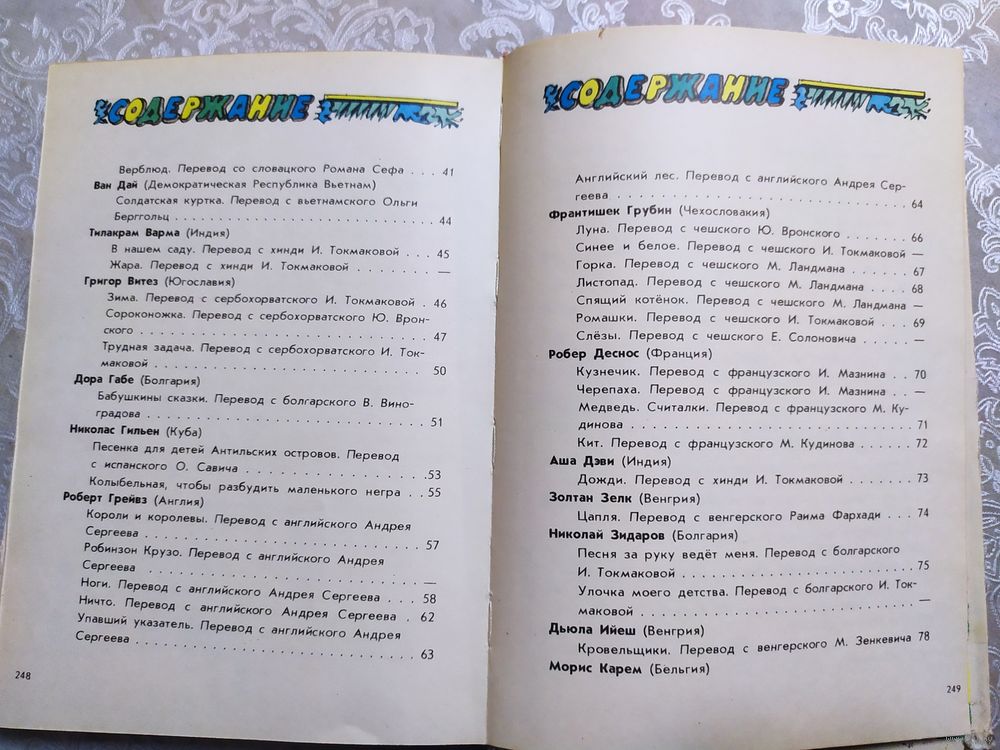 СОДЕРЖАНИЕ
Верблюд. Перевод со словацкого Романа Сефа . . . 41
Ван Дай (Демократическая Республика Вьетнам)
Солдатская куртка. Перевод с вьетнамского Ольги
Берггольц . . . . . . . . . . . . . . . . . . . . . . . . . . . 44
Тилакрам Варма (Индия)
В нашем саду. Перевод с хинди И. Токмаковой . . . 45
Жара. Перевод с хинди И. Токмаковой . . . . . . . —
Григор Витез (Югославия)
Зима. Перевод с сербохорватского И. Токмаковой . 46
Сороконожка. Перевод с сербохорватского Ю. Врон-
ского . . . . . . . . . . . . . . . . . . . . . . . . . . . 47
Трудная задача. Перевод с сербохорватского И. Ток-
маковой . . . . . . . . . . . . . . . . . . . . . . . . . . 50
Дора Габе (Болгария)
Бабушкины сказки. Перевод с болгарского В. Вино-
градова . . . . . . . . . . . . . . . . . . . . . . . . . . 51
Николас Гильен (Куба)
Песенка для детей Антильских островов. Перевод
с испанского О. Савича . . . . . . . . . . . . . . . . . 53
Колыбельная, чтобы разбудить маленького негра . . 55
Роберт Грейвз (Англия)
Короли и королевы. Перевод с английского Андрея
Сергеева . . . . . . . . . . . . . . . . . . . . . . . . . 57
Робинзон Крузо. Перевод с английского Андрея
Сергеева . . . . . . . . . . . . . . . . . . . . . . . . . —
Ноги. Перевод с английского Андрея Сергеева . . . 58
Ничто. Перевод с английского Андрея Сергеева . 62
Упавший указатель. Перевод с английского Андрея
Сергеева . . . . . . . . . . . . . . . . . . . . . . . . . 63
248
СОДЕРЖАНИЕ
Английский лес. Перевод с английского Андрея Сер-
геева . . . . . . . . . . . . . . . . . . . . . . . . . . . 64
Франтишек Грубин (Чехословакия)
Луна. Перевод с чешского Ю. Вронского . . . . . . . 66
Синее и белое. Перевод с чешского И. Токмаковой —
Горка. Перевод с чешского М. Ландмана . . . . . . 67
Листопад. Перевод с чешского М. Ландмана . . . . 68
Спящий котёнок. Перевод с чешского М. Ландмана —
Ромашки. Перевод с чешского И. Токмаковой . . . 69
Слёзы. Перевод с чешского Е. Солоновича . . . . . —
Робер Деснос (Франция)
Кузнечик. Перевод с французского И. Мазнина . . 70
Черепаха. Перевод с французского И. Мазнина . . —
Медведь. Считалки. Перевод с французского М. Ку-
динова . . . . . . . . . . . . . . . . . . . . . . . . . . 71
Кит. Перевод с французского М. Кудинова . . . . . 72
Аша Дэви (Индия)
Дожди. Перевод с хинди И. Токмаковой . . . . . . . 73
Золтан Зелк (Венгрия)
Цапля. Перевод с венгерского Раима Фархади . . . 74
Николай Зидаров (Болгария)
Песня за руку ведёт меня. Перевод с болгарского
И. Токмаковой . . . . . . . . . . . . . . . . . . . . . . 75
Улочка моего детства. Перевод с болгарского И. Ток-
маковой . . . . . . . . . . . . . . . . . . . . . . . . . —
Дьюла Ийеш (Венгрия)
Кровельщики. Перевод с венгерского М. Зенкевича 78
Морис Карем (Бельгия)
249